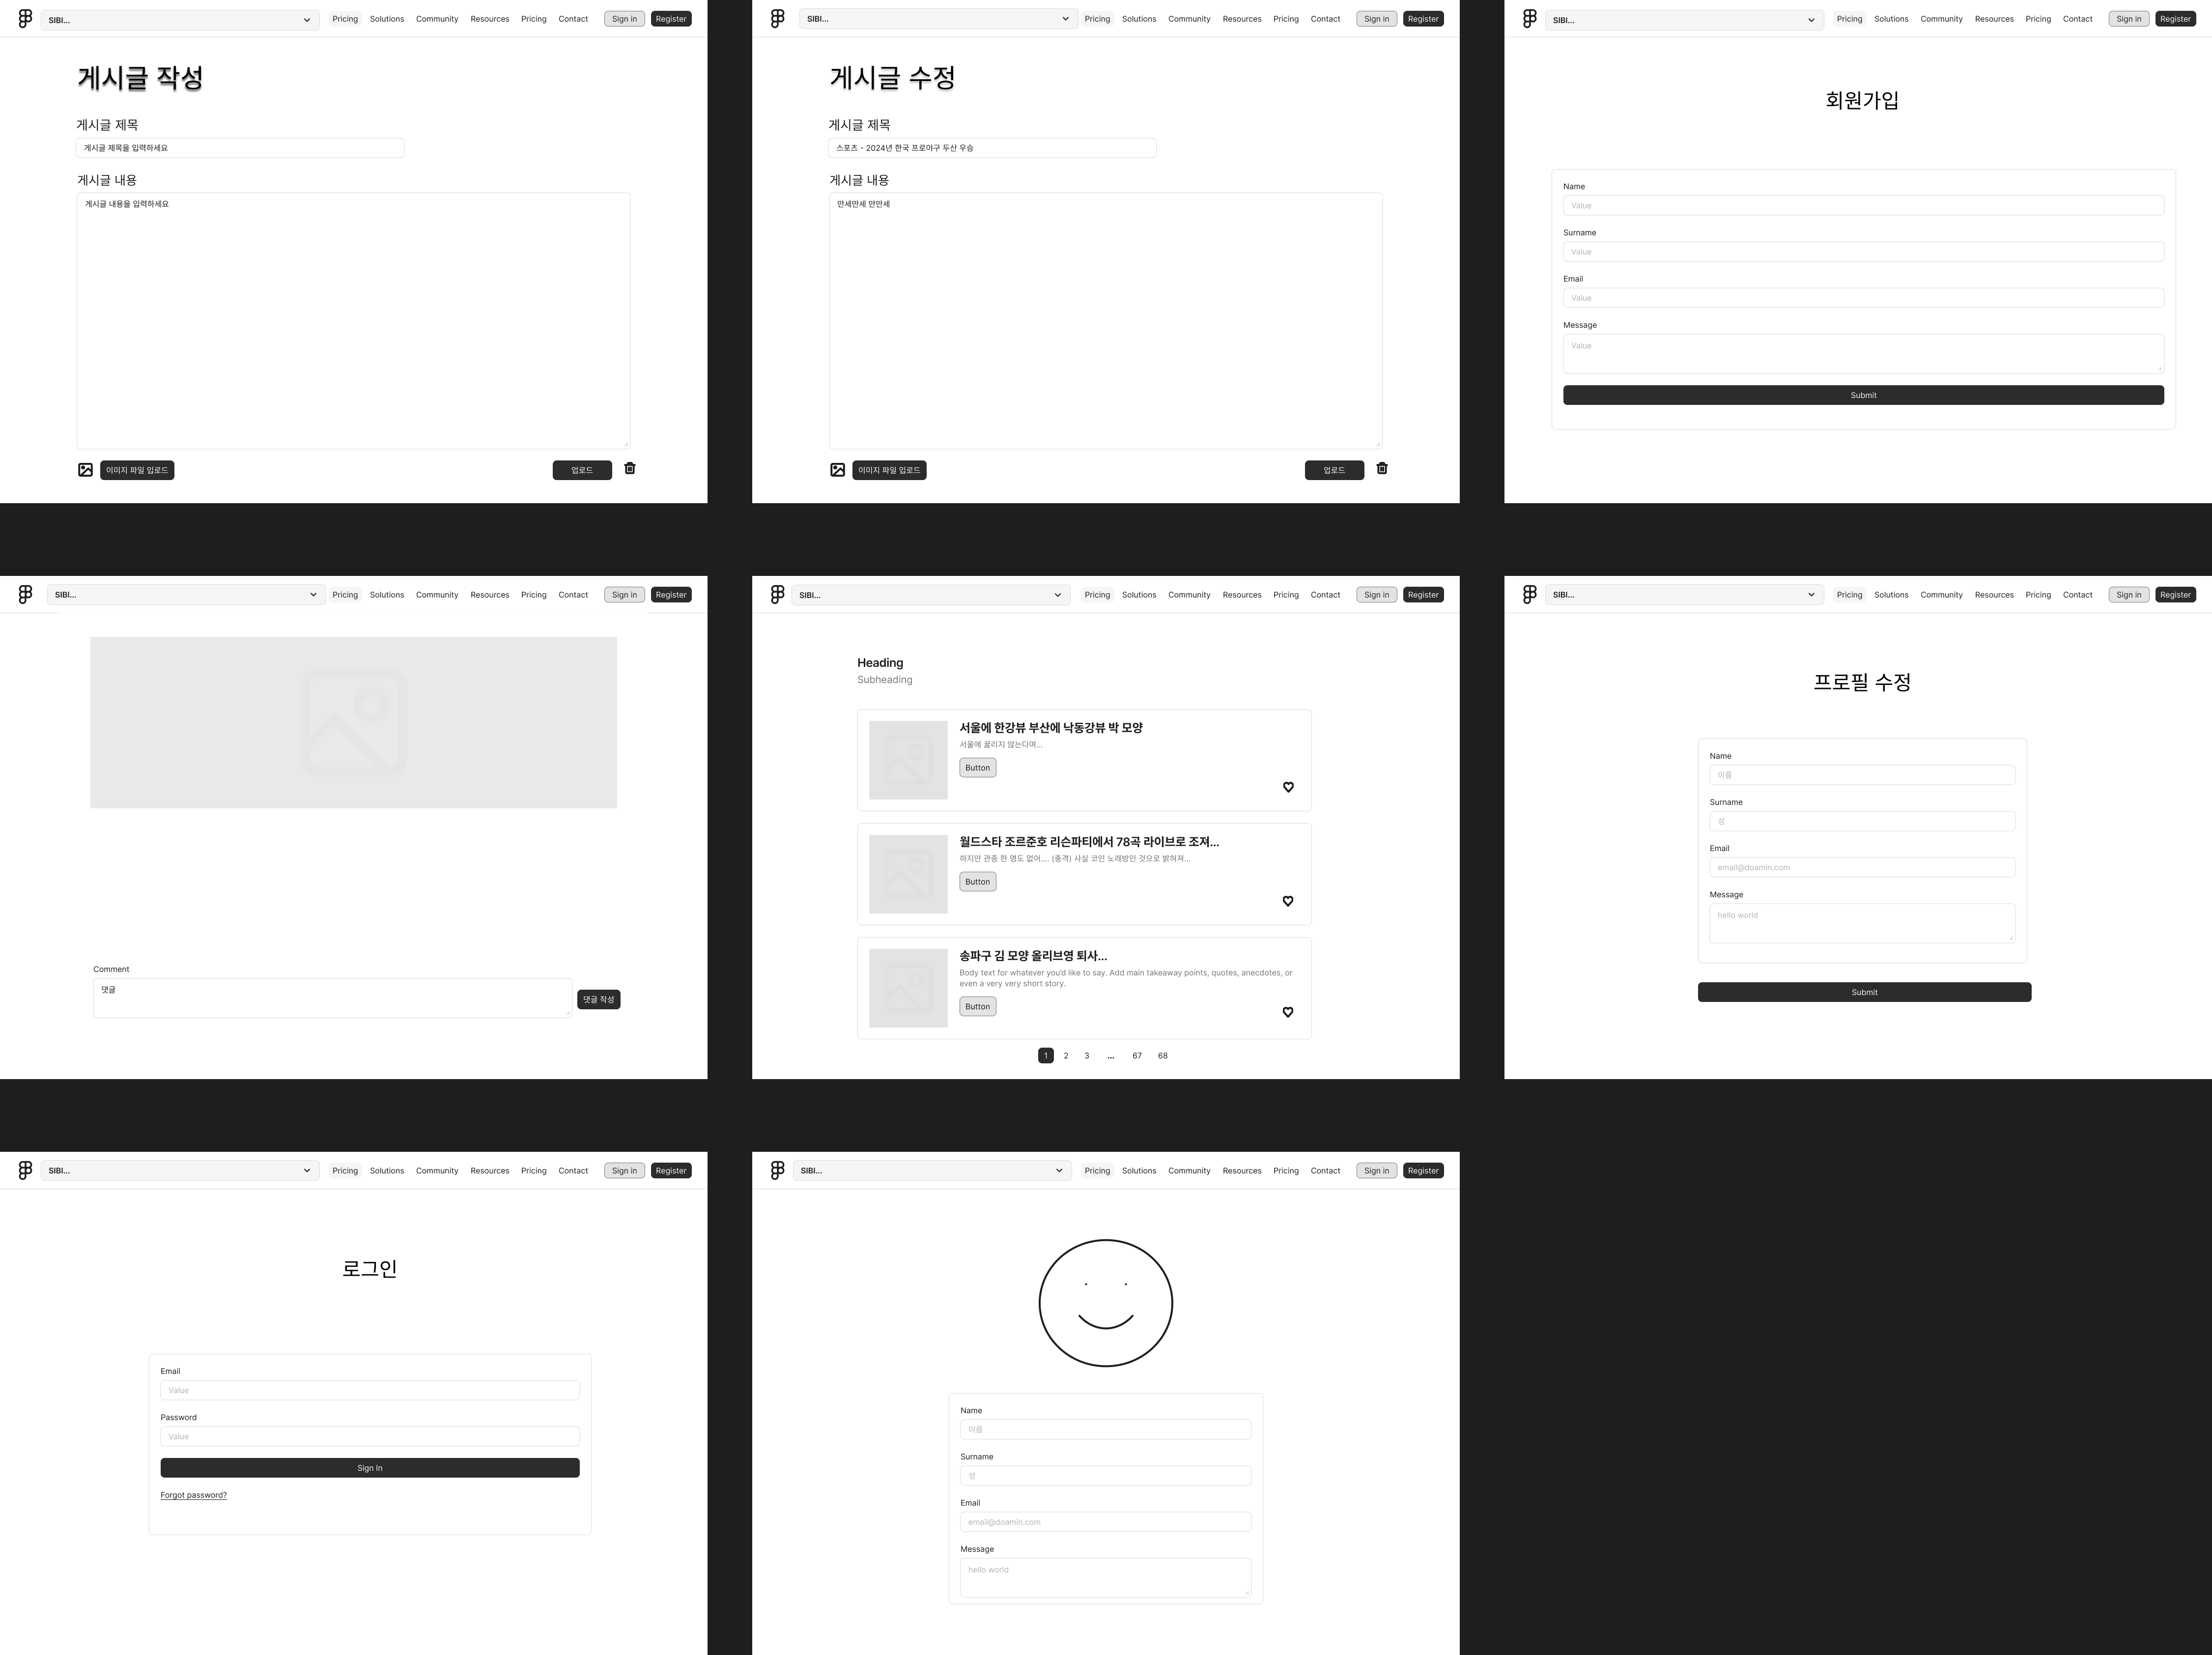 SIBI...
Pricing Solutions Community Resources Pricing Contact Sign in Register
게시글 작성
게시글 제목
게시글 제목을 입력하세요
게시글 내용
게시글 내용을 입력하세요
이미지 파일 업로드
업로드
SIBI...
Pricing Solutions Community Resources Pricing Contact Sign in Register
게시글 수정
게시글 제목
스포츠 - 2024년 한국 프로야구 두산 우승
게시글 내용
만세만세 만만세
이미지 파일 업로드
업로드
SIBI...
Pricing Solutions Community Resources Pricing Contact Sign in Register
회원가입
Name
Value
Surname
Value
Email
Value
Message
Value
Submit
SIBI...
Pricing Solutions Community Resources Pricing Contact Sign in Register
Comment
댓글
댓글 작성
SIBI...
Pricing Solutions Community Resources Pricing Contact Sign in Register
Heading
Subheading
서울에 한강뷰 부산에 낙동강뷰 박 모양
서울에 꿇리지 않는다며...
Button
월드스타 조르준호 리슨파티에서 78곡 라이브로 조져...
하지만 관중 한 명도 없어.... (충격) 사실 코인 노래방인 것으로 밝혀져...
Button
송파구 김 모양 올리브영 퇴사...
Body text for whatever you'd like to say. Add main takeaway points, quotes, anecdotes, or
even a very very short story.
Button
1 2 3 ... 67 68
SIBI...
Pricing Solutions Community Resources Pricing Contact Sign in Register
프로필 수정
Name
이름
Surname
성
Email
email@doamin.com
Message
hello world
Submit
SIBI...
Pricing Solutions Community Resources Pricing Contact Sign in Register
로그인
Email
Value
Password
Value
Sign In
Forgot password?
SIBI...
Pricing Solutions Community Resources Pricing Contact Sign in Register
Name
이름
Surname
성
Email
email@doamin.com
Message
hello world